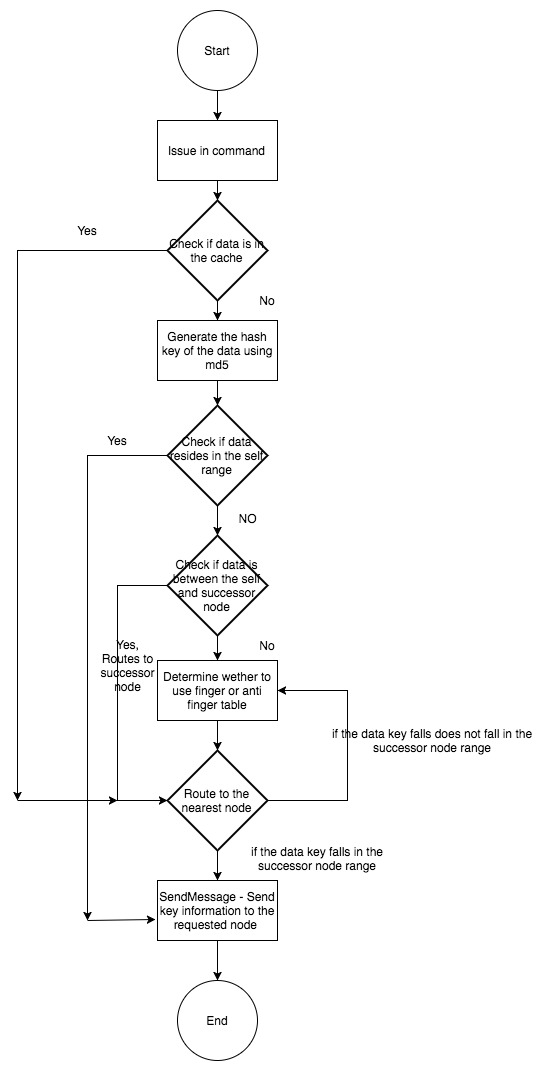 Start
Issue in command
Yes
Check if data is in
the cache
No
Generate the hash
key of the data using
md5
Yes
Check if data
resides in the self
range
NO
Check if data is
between the self
and successor
node
Yes,
Routes to
successor
node
No
Determine wether to
use finger or anti
finger table
if the data key falls does not fall in the
successor node range
Route to the
nearest node
if the data key falls in the
successor node range
SendMessage - Send
key information to the
requested node
End